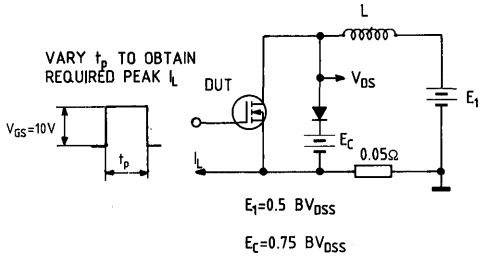 L
VARY tp TO OBTAIN
REQUIRED PEAK IL
DUT
VDS
E1
VGS=10V
EC
0.05Ω
tp
IL
E1=0.5 BVDSS
EC=0.75 BVDSS